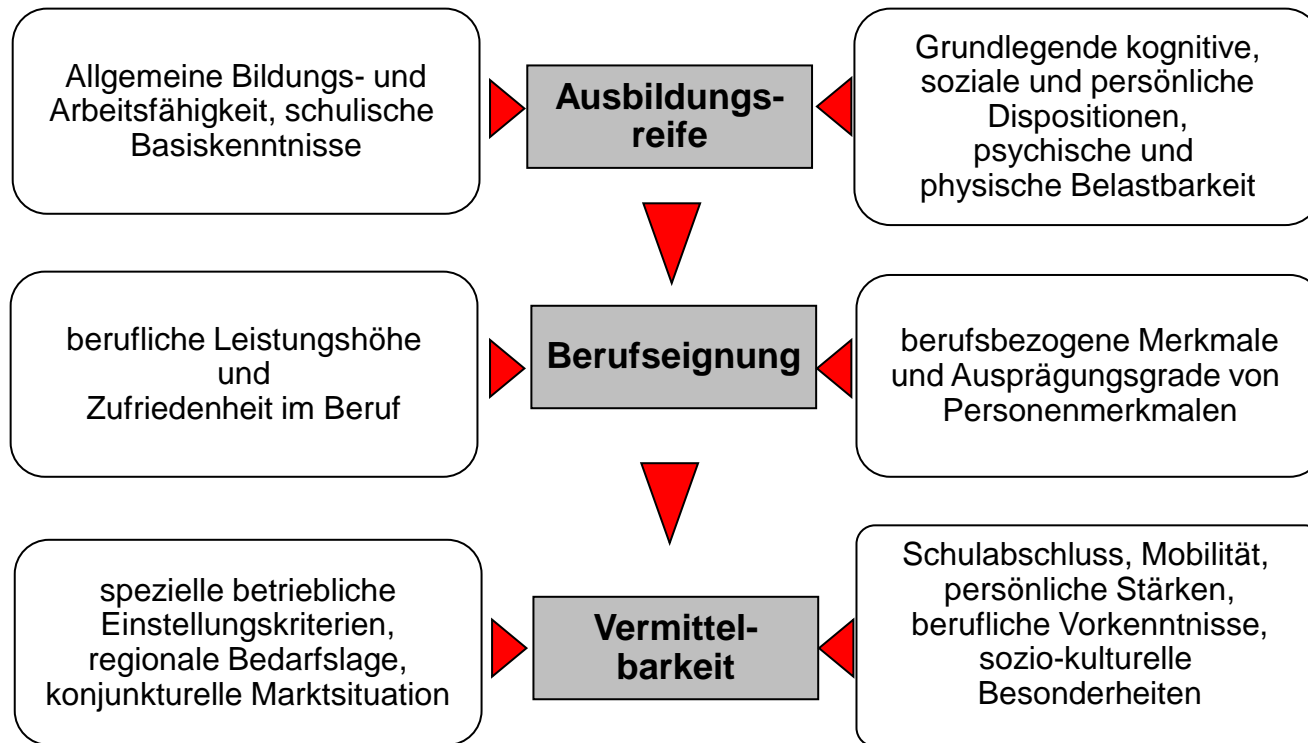 Allgemeine Bildungs- und
Arbeitsfähigkeit, schulische
Basiskenntnisse
Ausbildungs-
reife
Grundlegende kognitive,
soziale und persönliche
Dispositionen,
psychische und
physische Belastbarkeit
berufliche Leistungshöhe
und
Zufriedenheit im Beruf
Berufseignung
berufsbezogene Merkmale
und Ausprägungsgrade von
Personenmerkmalen
spezielle betriebliche
Einstellungskriterien,
regionale Bedarfslage,
konjunkturelle Marktsituation
Vermittel-
barkeit
Schulabschluss, Mobilität,
persönliche Stärken,
berufliche Vorkenntnisse,
sozio-kulturelle
Besonderheiten